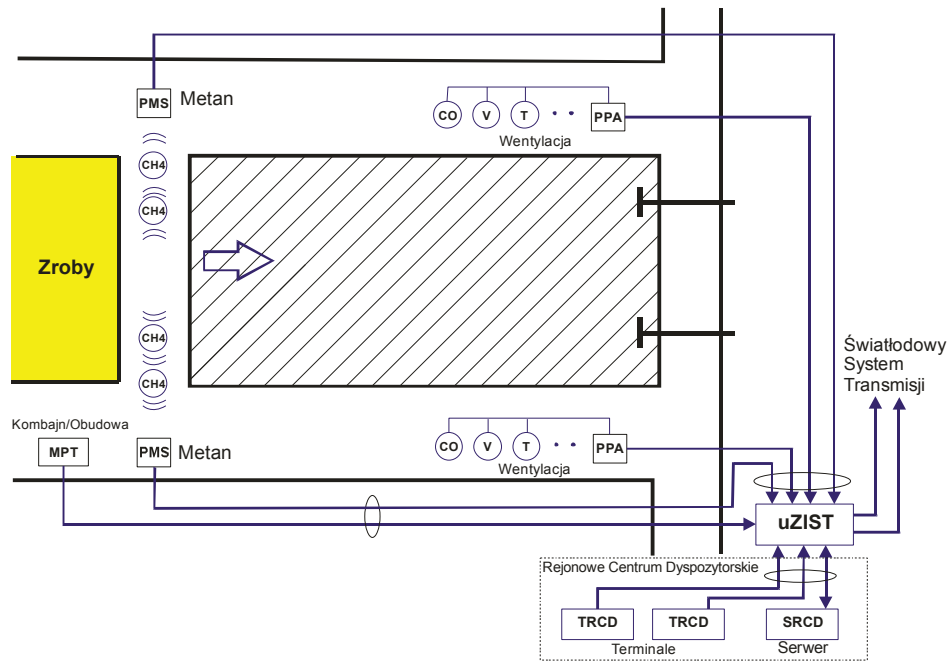 PMS
Metan
CO
V
T
PPA
Wentylacja
CH4
CH4
Zroby
CH4
CH4
Światłodowy
System
Transmisji
Kombajn/Obudowa
MPT
PMS
Metan
CO
V
T
PPA
Wentylacja
uZIST
Rejonowe Centrum Dyspozytorskie
TRCD
TRCD
SRCD
Terminale
Serwer